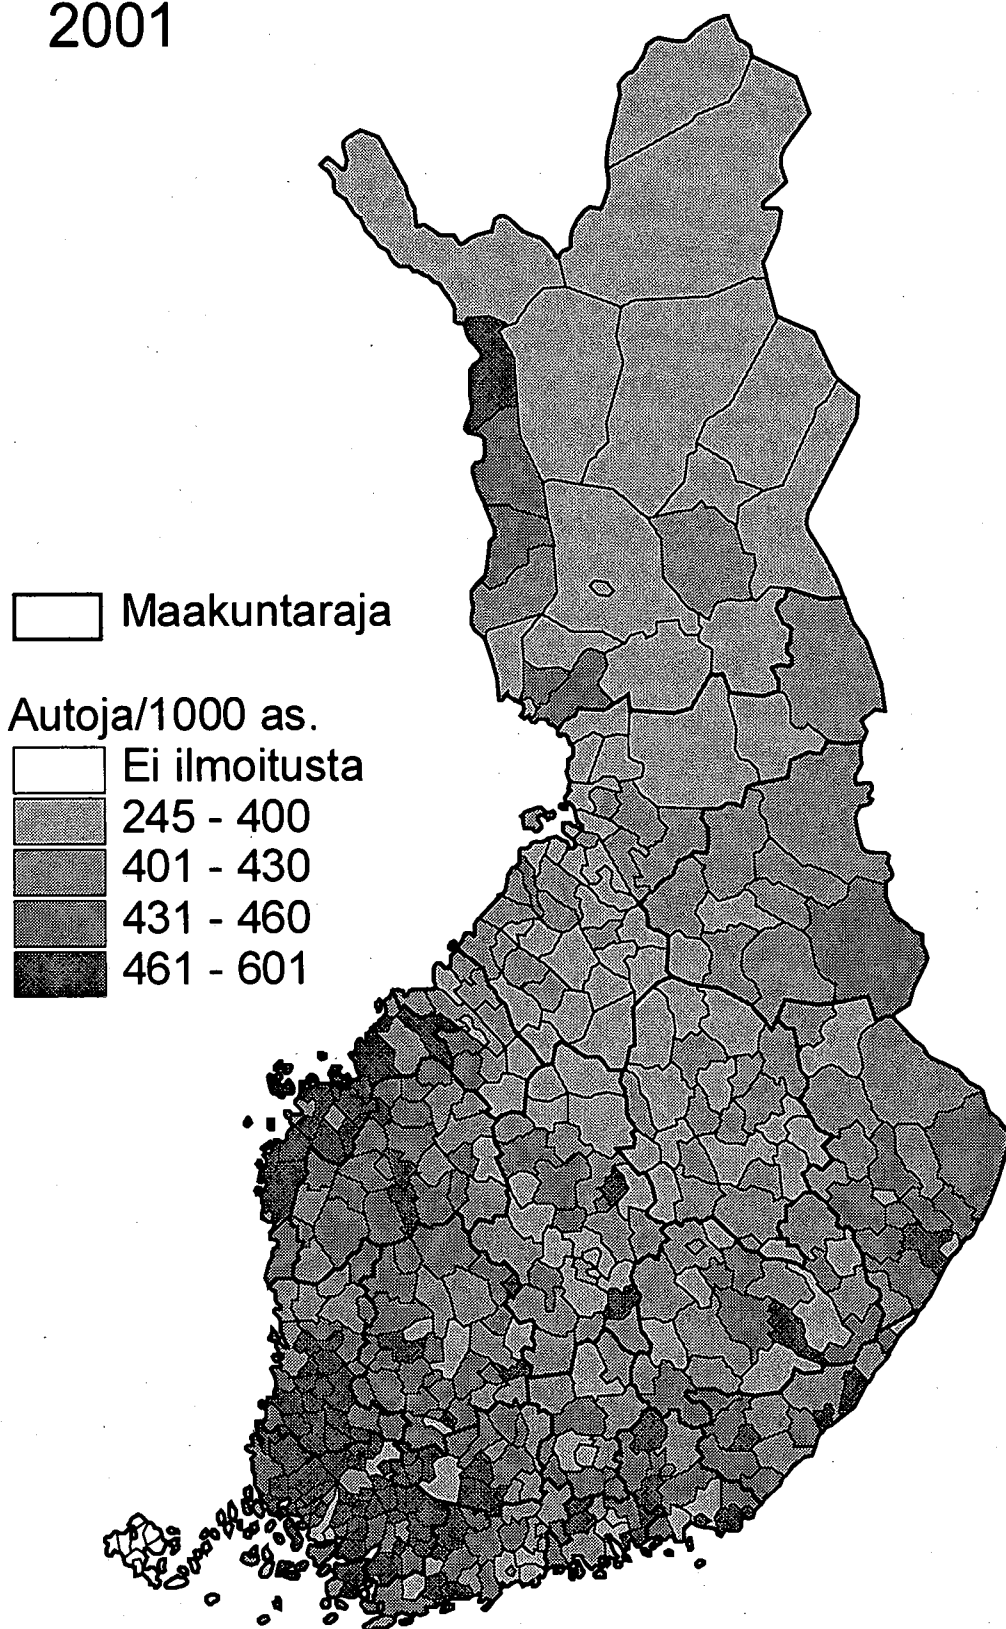 2001
Maakuntaraja
Autoja/1000 as.
Ei ilmoitusta
245 - 400
401 - 430
431 - 460
461 - 601